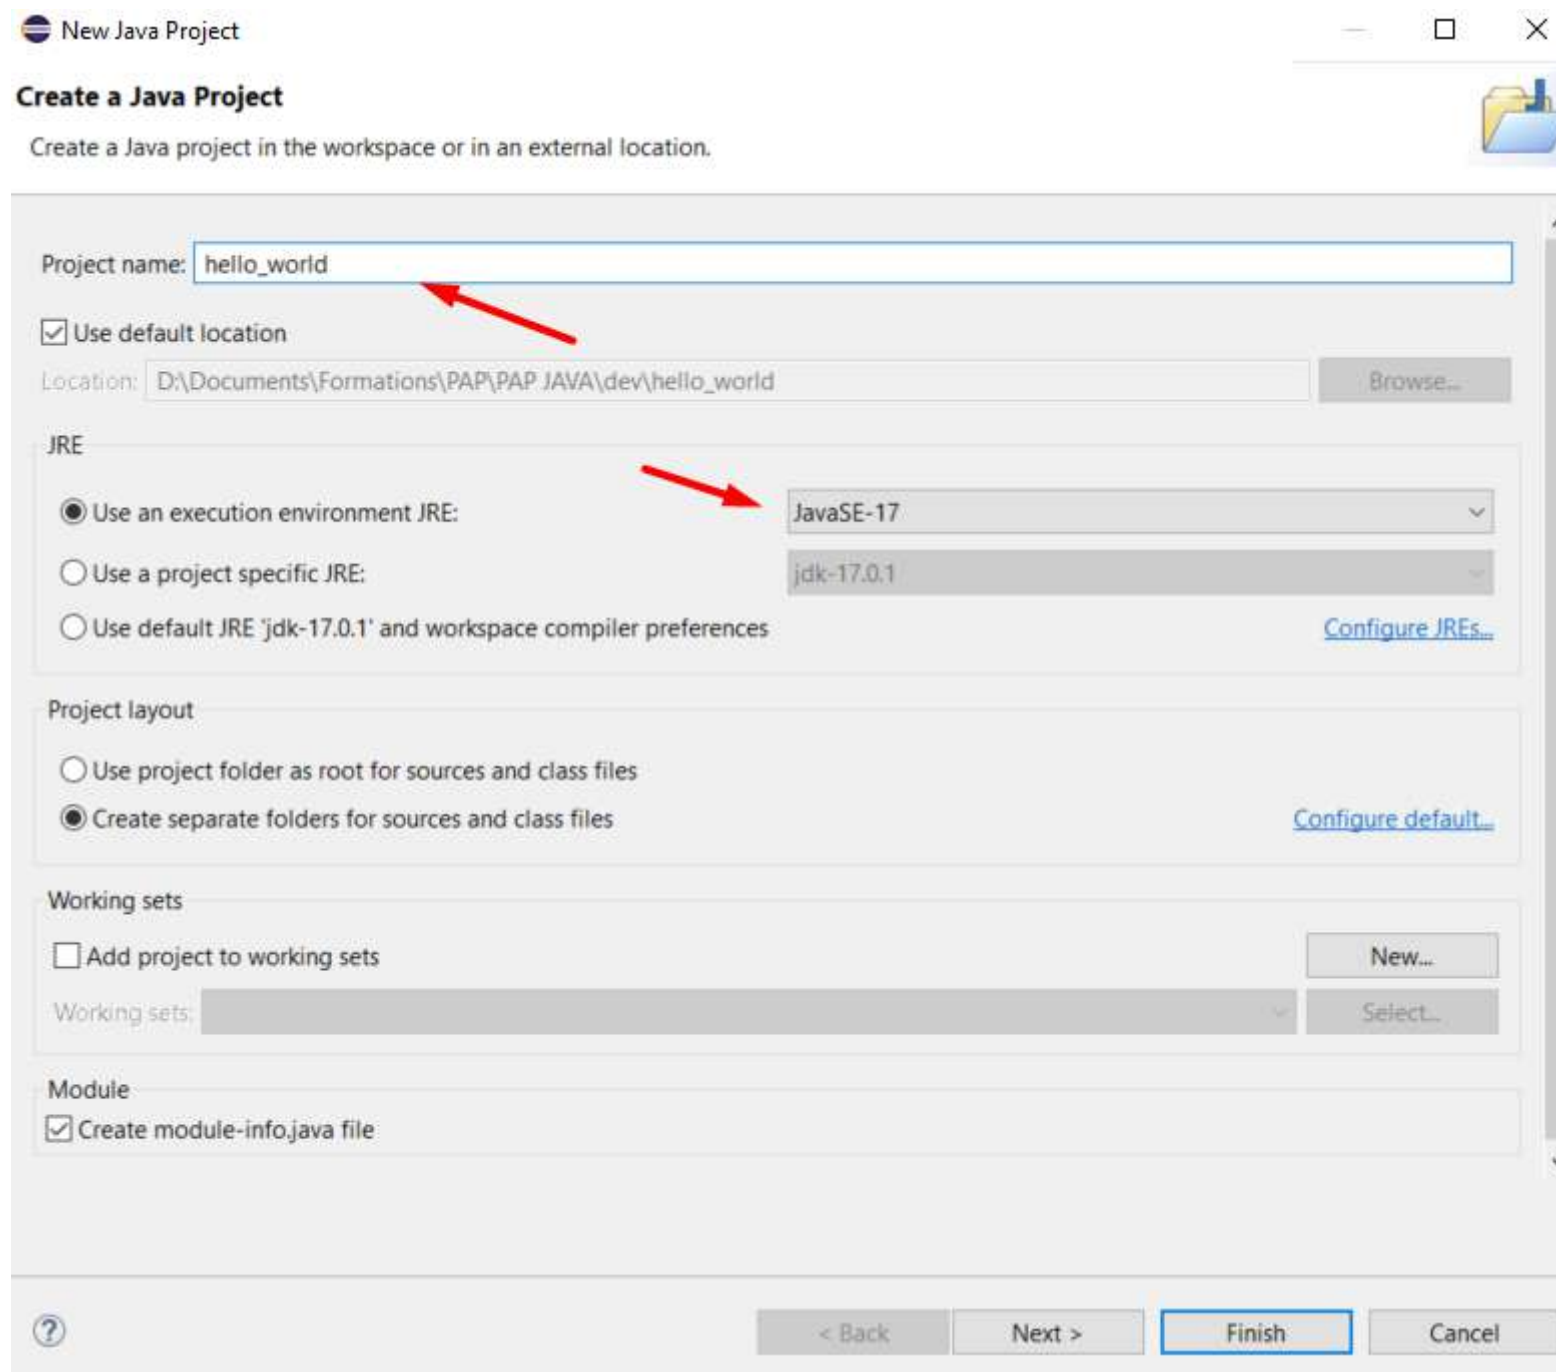 New Java Project
Create a Java Project
Create a Java project in the workspace or in an external location.
Project name: hello_world
Use default location
Location: D:\Documents\Formations\PAP\PAP JAVA\dev\hello_world Browse...
JRE
Use an execution environment JRE: JavaSE-17
Use a project specific JRE: jdk-17.0.1
Use default JRE 'jdk-17.0.1' and workspace compiler preferences Configure JREs...
Project layout
Use project folder as root for sources and class files
Create separate folders for sources and class files Configure default...
Working sets
Add project to working sets New...
Working sets: Select...
Module
Create module-info.java file
? < Back Next > Finish Cancel